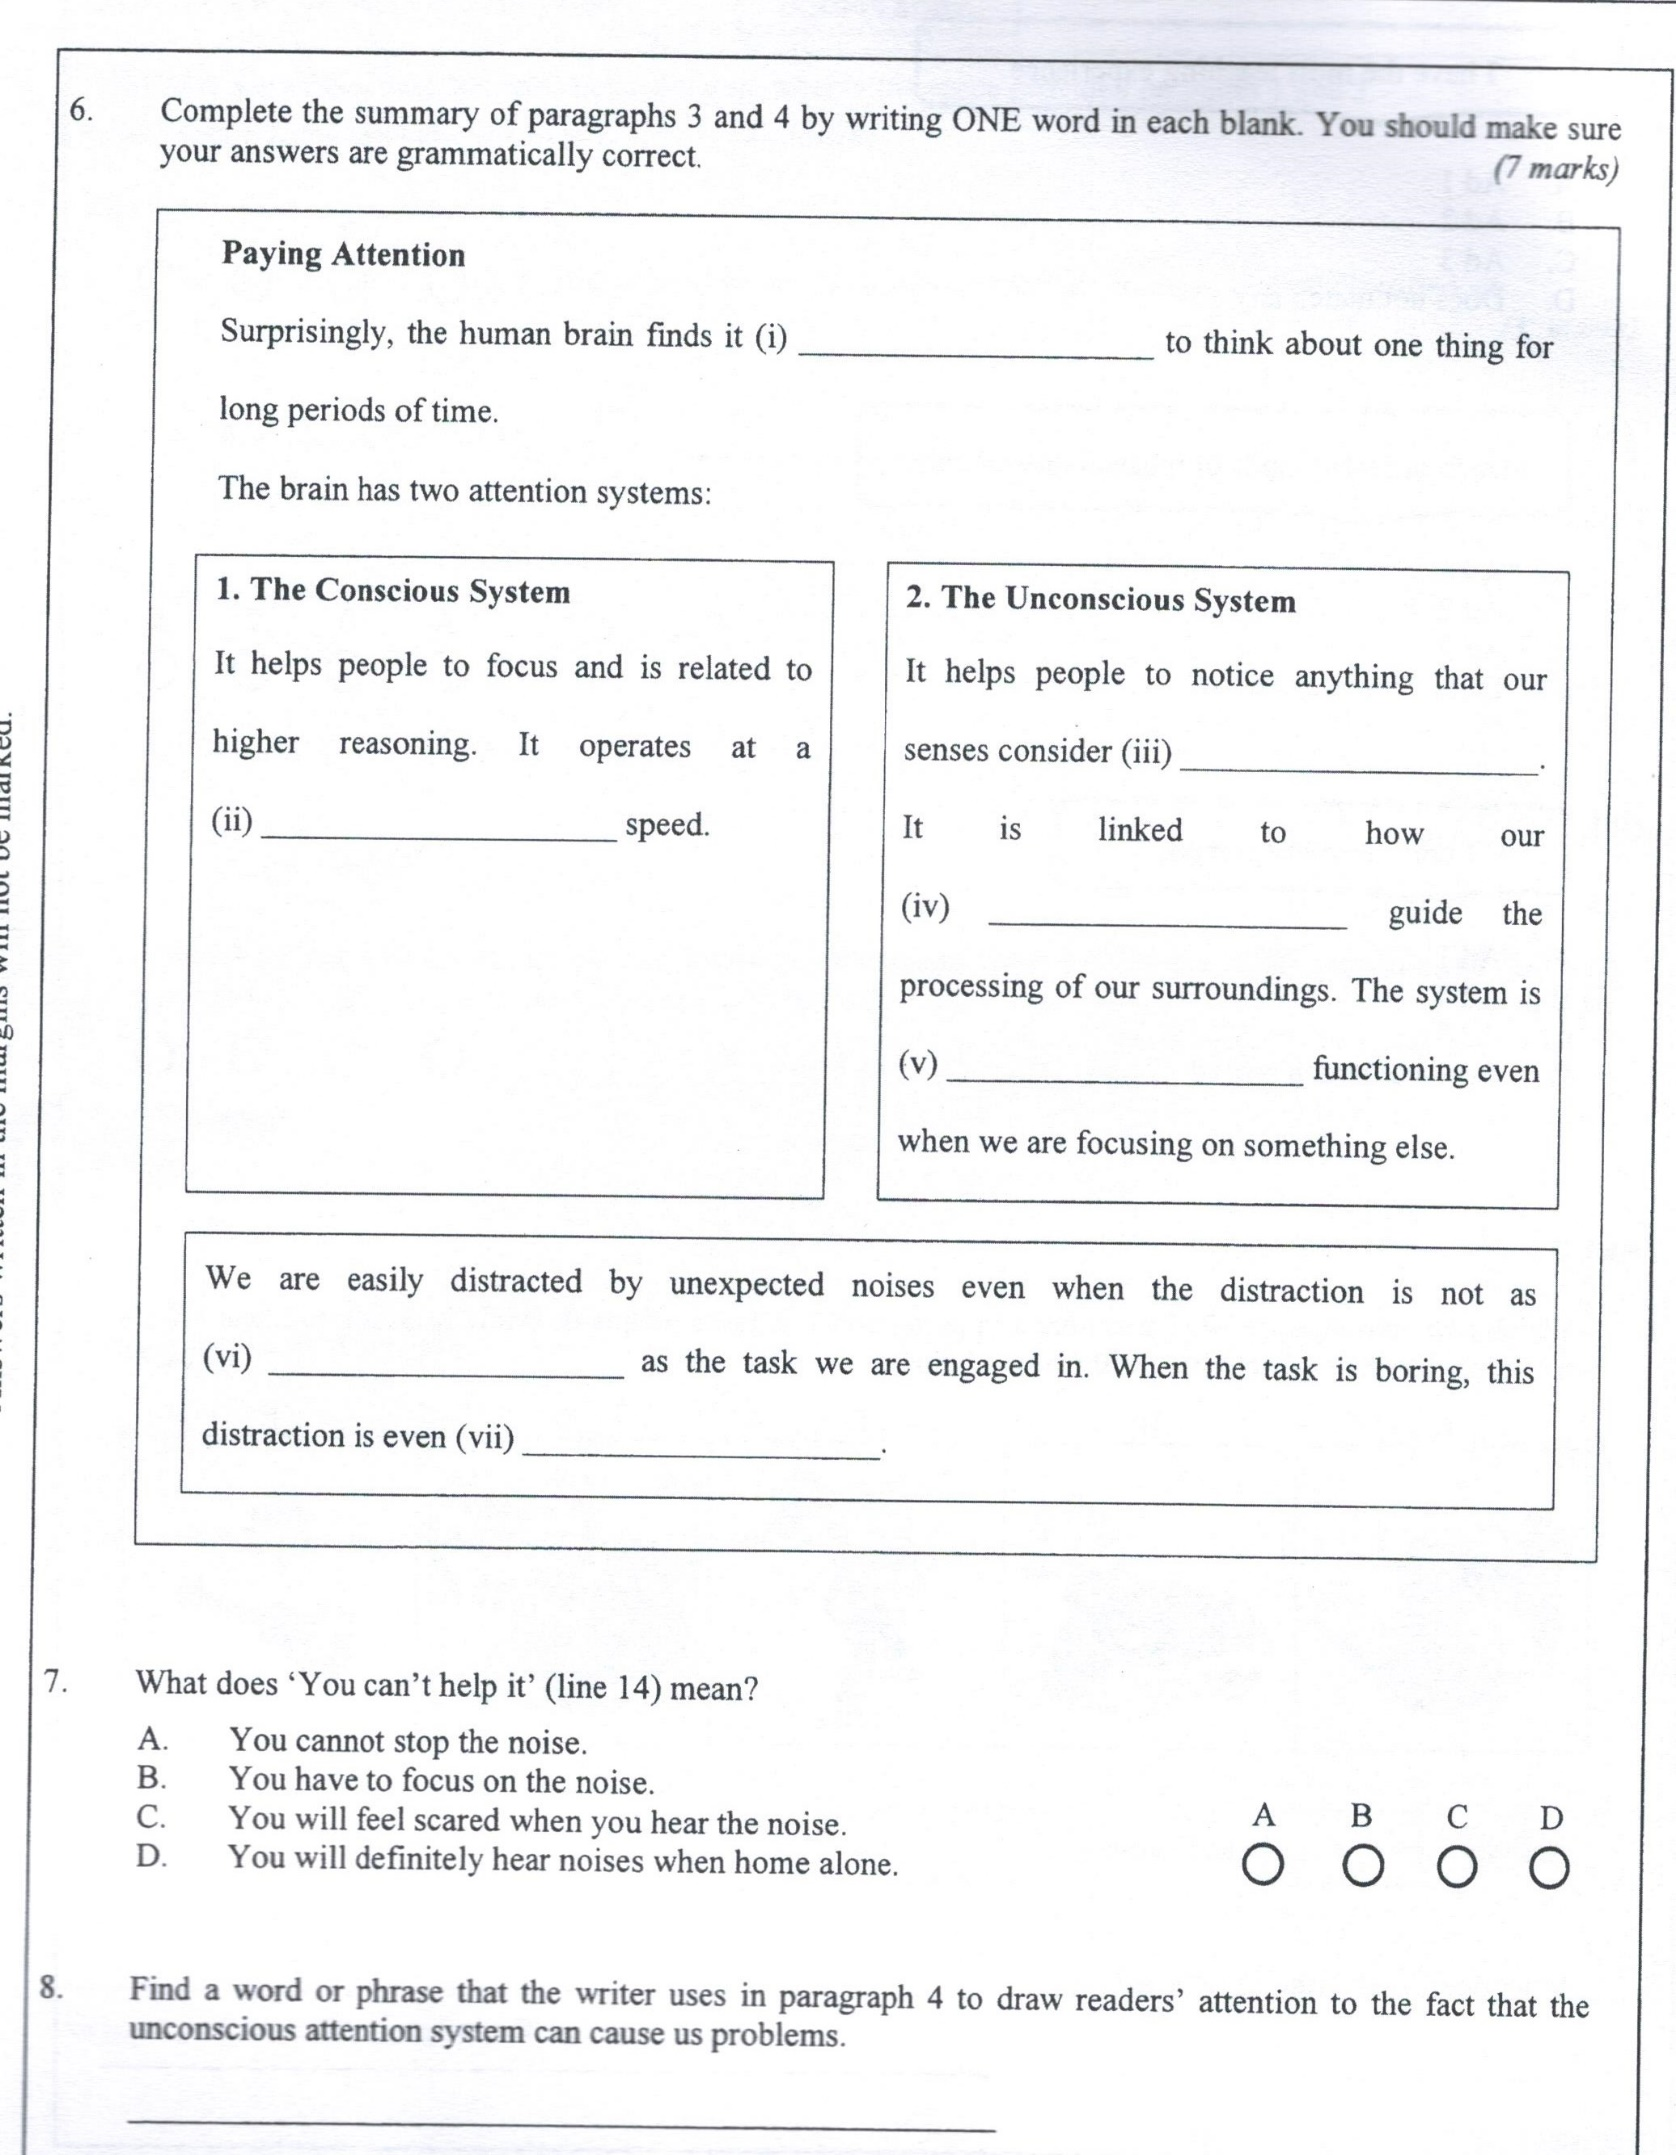 6. Complete the summary of paragraphs 3 and 4 by writing ONE word in each blank. You should make sure
your answers are grammatically correct. (7 marks)
Paying Attention
Surprisingly, the human brain finds it (i) ____________ to think about one thing for
long periods of time.
The brain has two attention systems:
1. The Conscious System
It helps people to focus and is related to
higher reasoning. It operates at a
(ii) ____________ speed.
2. The Unconscious System
It helps people to notice anything that our
senses consider (iii) ____________.
It is linked to how our
(iv) ____________ guide the
processing of our surroundings. The system is
(v) ____________ functioning even
when we are focusing on something else.
We are easily distracted by unexpected noises even when the distraction is not as
(vi) ____________ as the task we are engaged in. When the task is boring, this
distraction is even (vii) ____________.
7. What does ‘You can’t help it’ (line 14) mean?
A. You cannot stop the noise.
B. You have to focus on the noise.
C. You will feel scared when you hear the noise.
D. You will definitely hear noises when home alone.
A B C D
8. Find a word or phrase that the writer uses in paragraph 4 to draw readers’ attention to the fact that the
unconscious attention system can cause us problems.
in the margins will not be marked.